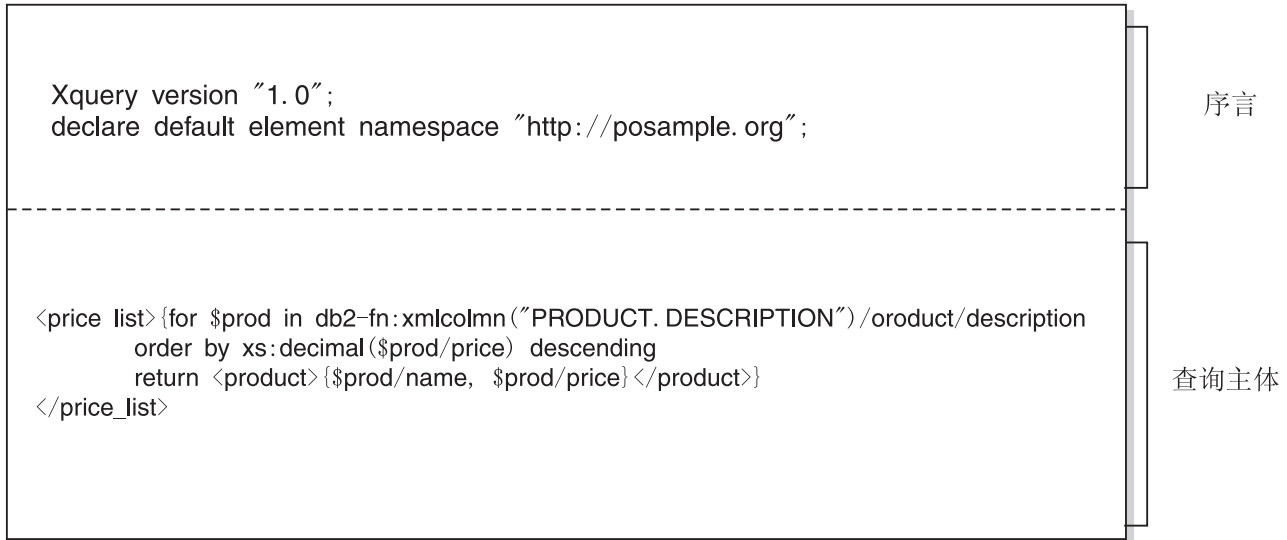 Xquery version "1.0";
declare default element namespace "http://posample.org";
序言
<price list>{for $prod in db2-fn:xmlcolmn("PRODUCT.DESCRIPTION")/oroduct/description
order by xs:decimal($prod/price) descending
return <product>{$prod/name, $prod/price}</product>}
</price_list>
查询主体